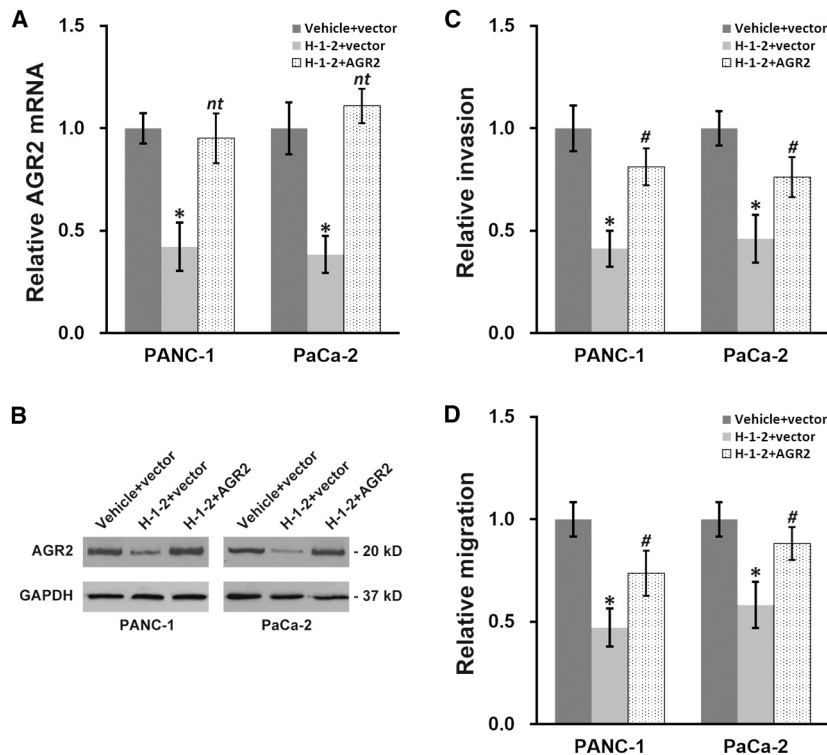 A
Relative AGR2 mRNA
1.5
1.0
0.5
0.0
Vehicle+vector
H-1-2+vector
H-1-2+AGR2
*
nt
*
nt
PANC-1
PaCa-2
B
Vehicle+vector
H-1-2+vector
H-1-2+AGR2
Vehicle+vector
H-1-2+vector
H-1-2+AGR2
AGR2
- 20 kD
GAPDH
- 37 kD
PANC-1
PaCa-2
C
Relative invasion
1.5
1.0
0.5
0.0
Vehicle+vector
H-1-2+vector
H-1-2+AGR2
*
#
*
#
PANC-1
PaCa-2
D
Relative migration
1.5
1.0
0.5
0.0
Vehicle+vector
H-1-2+vector
H-1-2+AGR2
*
#
*
#
PANC-1
PaCa-2